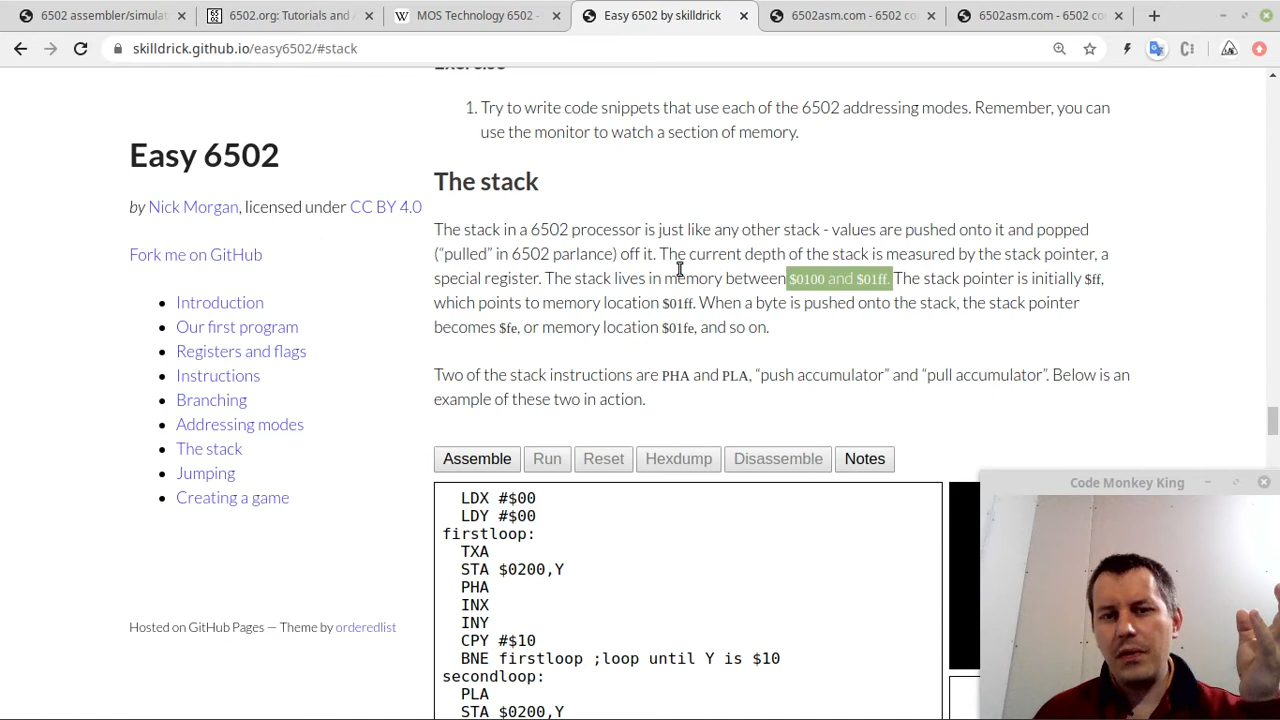 6502 assembler/simulat
6502.org: Tutorials and A
MOS Technology 6502 -
Easy 6502 by skilldrick
6502asm.com - 6502 co
6502asm.com - 6502 co
skilldrick.github.io/easy6502/#stack
Exercise
1. Try to write code snippets that use each of the 6502 addressing modes. Remember, you can
use the monitor to watch a section of memory.
Easy 6502
by Nick Morgan, licensed under CC BY 4.0
Fork me on GitHub
Introduction
Our first program
Registers and flags
Instructions
Branching
Addressing modes
The stack
Jumping
Creating a game
Hosted on GitHub Pages — Theme by orderedlist
The stack
The stack in a 6502 processor is just like any other stack - values are pushed onto it and popped
(“pulled” in 6502 parlance) off it. The current depth of the stack is measured by the stack pointer, a
special register. The stack lives in memory between $0100 and $01ff. The stack pointer is initially $ff,
which points to memory location $01ff. When a byte is pushed onto the stack, the stack pointer
becomes $fe, or memory location $01fe, and so on.
Two of the stack instructions are PHA and PLA, “push accumulator” and “pull accumulator”. Below is an
example of these two in action.
Assemble Run Reset Hexdump Disassemble Notes
LDX #$00
LDY #$00
firstloop:
TXA
STA $0200,Y
PHA
INX
INY
CPY #$10
BNE firstloop ;loop until Y is $10
secondloop:
PLA
STA $0200,Y
Code Monkey King